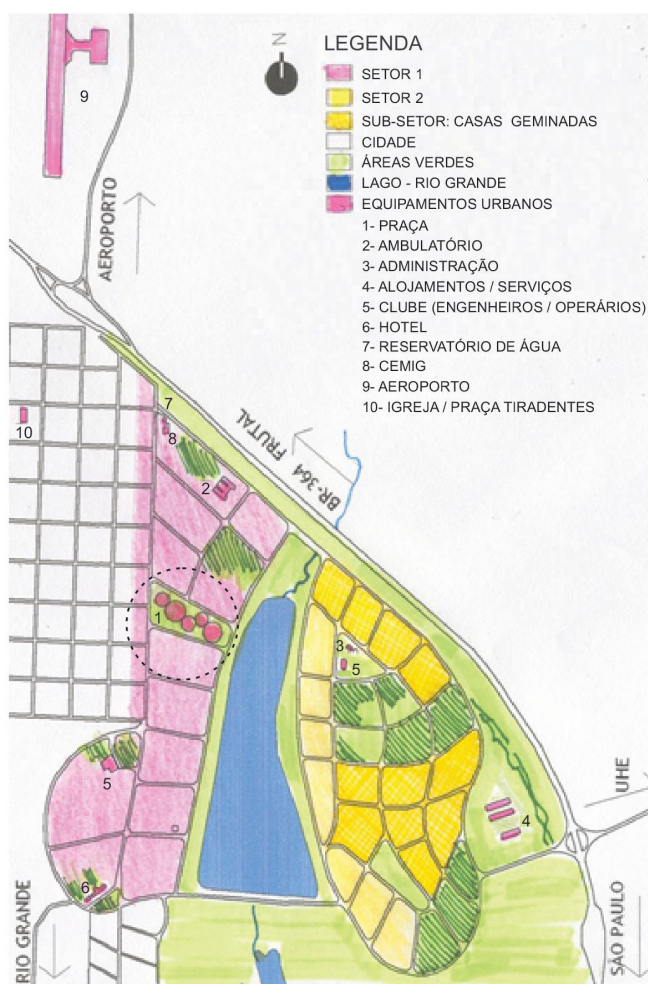 N
LEGENDA
SETOR 1
SETOR 2
SUB-SETOR: CASAS GEMINADAS
CIDADE
ÁREAS VERDES
LAGO - RIO GRANDE
EQUIPAMENTOS URBANOS
1- PRAÇA
2- AMBULATÓRIO
3- ADMINISTRAÇÃO
4- ALOJAMENTOS / SERVIÇOS
5- CLUBE (ENGENHEIROS / OPERÁRIOS)
6- HOTEL
7- RESERVATÓRIO DE ÁGUA
8- CEMIG
9- AEROPORTO
10- IGREJA / PRAÇA TIRADENTES
9
AEROPORTO
7
8
10
2
BR-364 FRUTAL
1
3
5
5
4
UHE
6
RIO GRANDE
SÃO PAULO